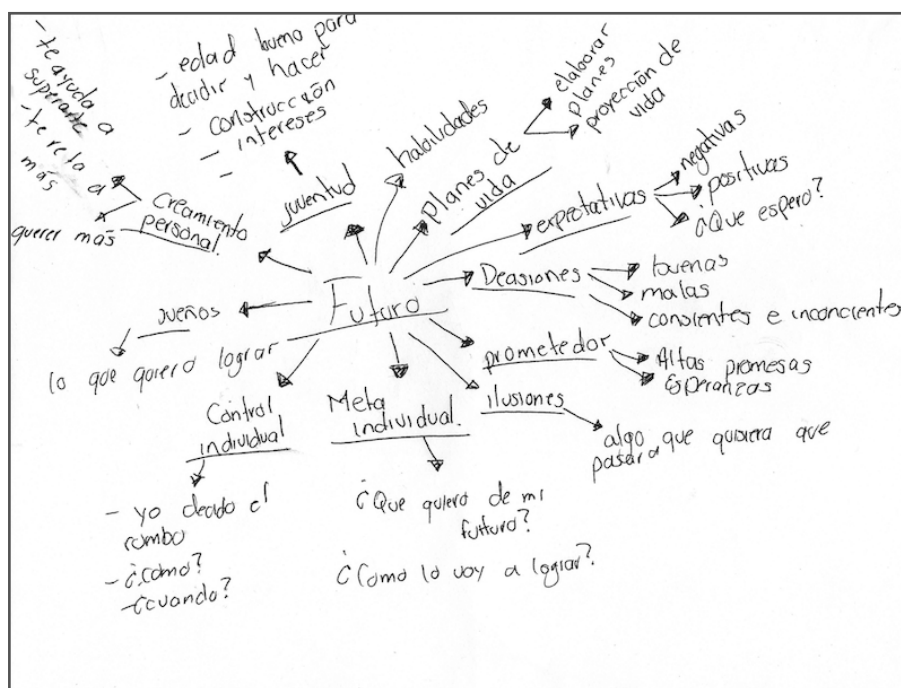 - te ayuda a
superarte
- te reta a
más
querer más
Creamiento
personal.
- edad buena para
decidir y hacer
- construcción
- intereses
juventud
habilidades
planes de
vida
elaborar
planes
proyección de
vida
expectativas
negativas
positivas
¿Que espero?
Decisiones
buenas
malas
consientes e inconcientes
Futuro
sueños
lo que quiero lograr
prometedor
Altas promesas
Esperanzas
ilusiones
algo que quisiera que
pasara
Control
individual
- yo decido el
rumbo
- ¿como?
- ¿cuando?
Meta
individual.
¿Que quiero de mi
futuro?
¿Como lo voy a lograr?